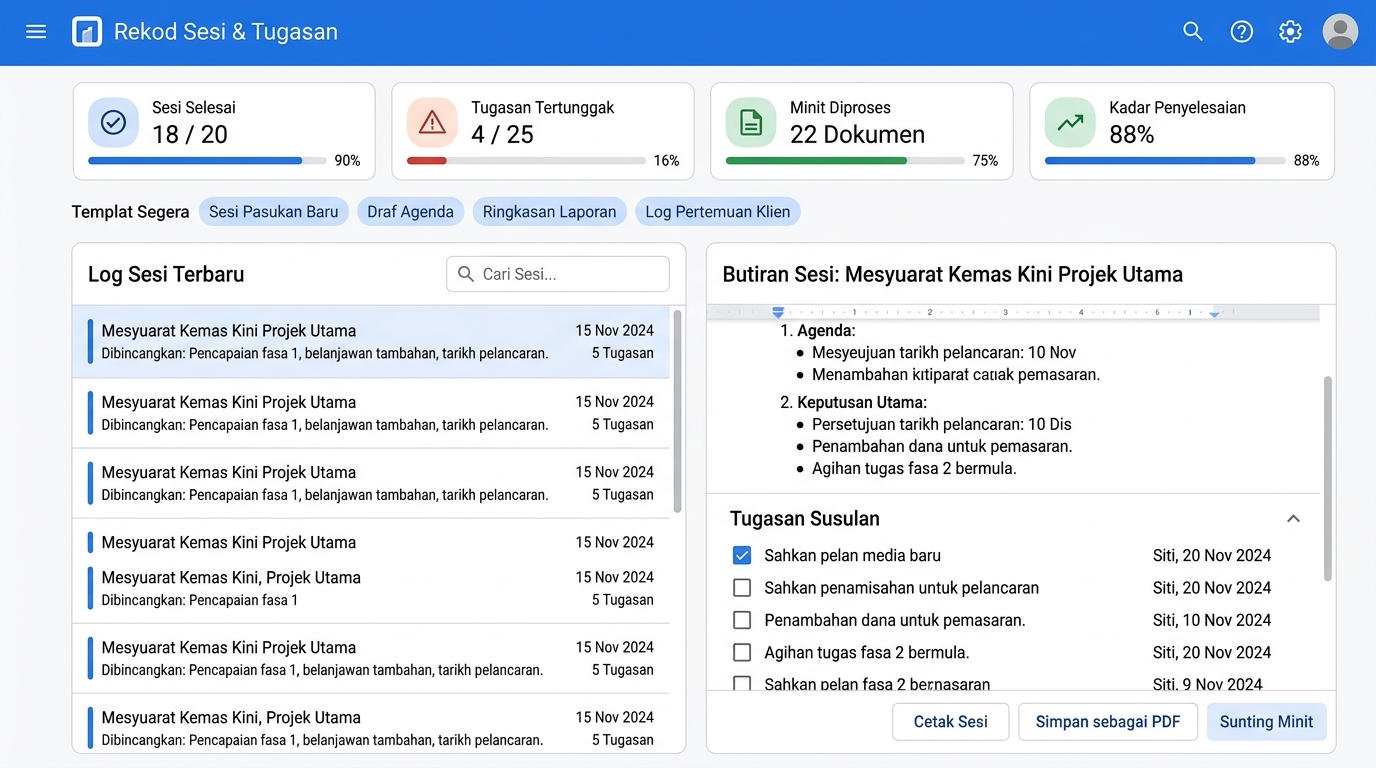 Rekod Sesi & Tugasan
Sesi Selesai
18 / 20
90%
Tugasan Tertunggak
4 / 25
16%
Minit Diproses
22 Dokumen
75%
Kadar Penyelesaian
88%
88%
Templat Segera
Sesi Pasukan Baru
Draf Agenda
Ringkasan Laporan
Log Pertemuan Klien
Log Sesi Terbaru
Cari Sesi...
Mesyuarat Kemas Kini Projek Utama 15 Nov 2024
Dibincangkan: Pencapaian fasa 1, belanjawan tambahan, tarikh pelancaran. 5 Tugasan
Mesyuarat Kemas Kini Projek Utama 15 Nov 2024
Dibincangkan: Pencapaian fasa 1, belanjawan tambahan, tarikh pelancaran. 5 Tugasan
Mesyuarat Kemas Kini Projek Utama 15 Nov 2024
Dibincangkan: Pencapaian fasa 1, belanjawan tambahan, tarikh pelancaran. 5 Tugasan
Mesyuarat Kemas Kini Projek Utama 15 Nov 2024
Mesyuarat Kemas Kini, Projek Utama 15 Nov 2024
Dibincangkan: Pencapaian fasa 1 5 Tugasan
Mesyuarat Kemas Kini Projek Utama 15 Nov 2024
Dibincangkan: Pencapaian fasa 1, belanjawan tambahan, tarikh pelancaran. 5 Tugasan
Mesyuarat Kemas Kini, Projek Utama 15 Nov 2024
Dibincangkan: Pencapaian fasa 1, belanjawan tambahan, tarikh pelancaran. 5 Tugasan
Butiran Sesi: Mesyuarat Kemas Kini Projek Utama
1 2 3 4 6 1
1. Agenda:
• Mesyeujuan tarikh pelancaran: 10 Nov
• Menambahan pemasaran.
2. Keputusan Utama:
• Persetujuan tarikh pelancaran: 10 Dis
• Penambahan dana untuk pemasaran.
• Agihan tugas fasa 2 bermula.
Tugasan Susulan
Sahkan pelan media baru Siti, 20 Nov 2024
Sahkan penamisahan untuk pelancaran Siti, 20 Nov 2024
Penambahan dana untuk pemasaran. Siti, 10 Nov 2024
Agihan tugas fasa 2 bermula. Siti, 20 Nov 2024
Sahkan pelan fasa 2 Siti, 9 Nov 2024
Cetak Sesi
Simpan sebagai PDF
Sunting Minit